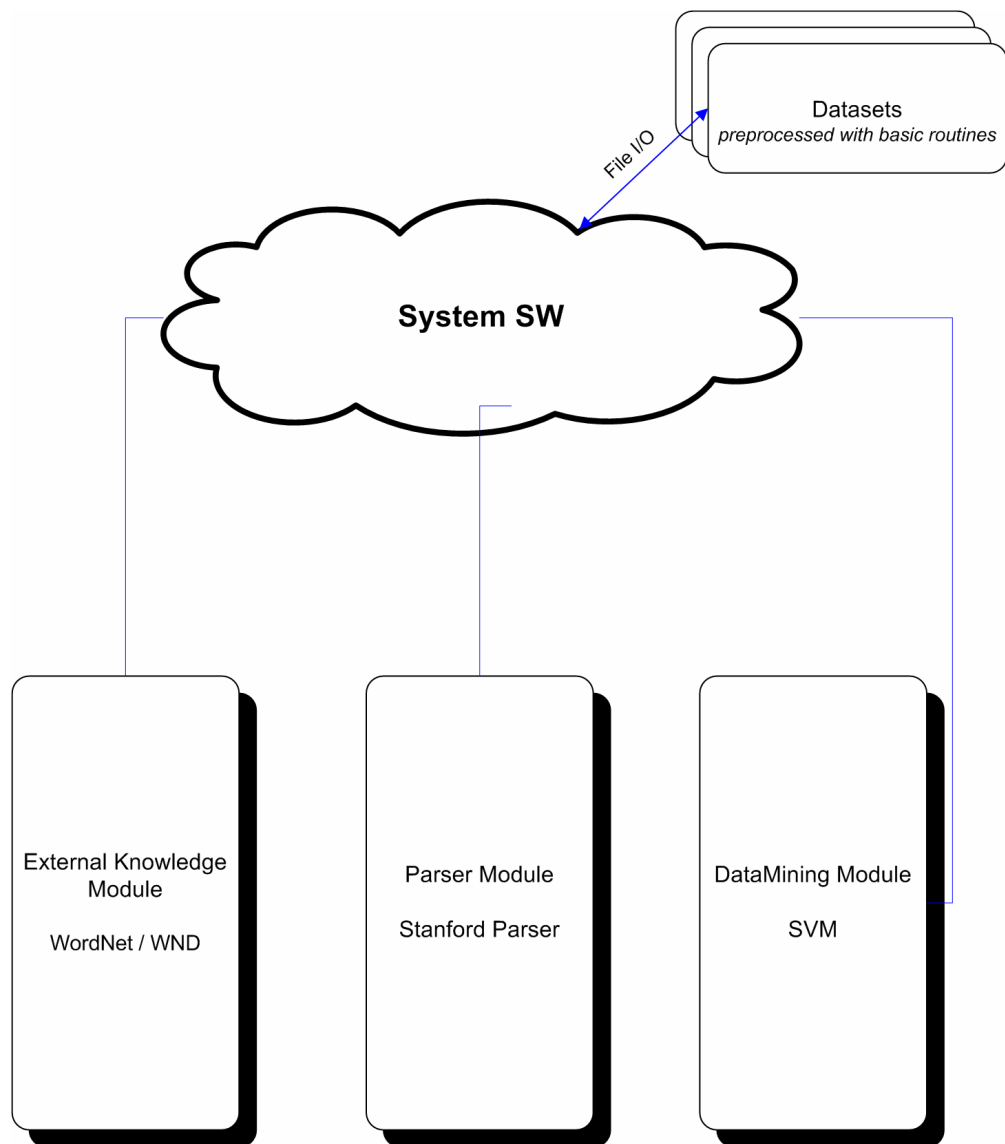 Datasets
preprocessed with basic routines
File I/O
System SW
External Knowledge
Module
WordNet / WND
Parser Module
Stanford Parser
DataMining Module
SVM